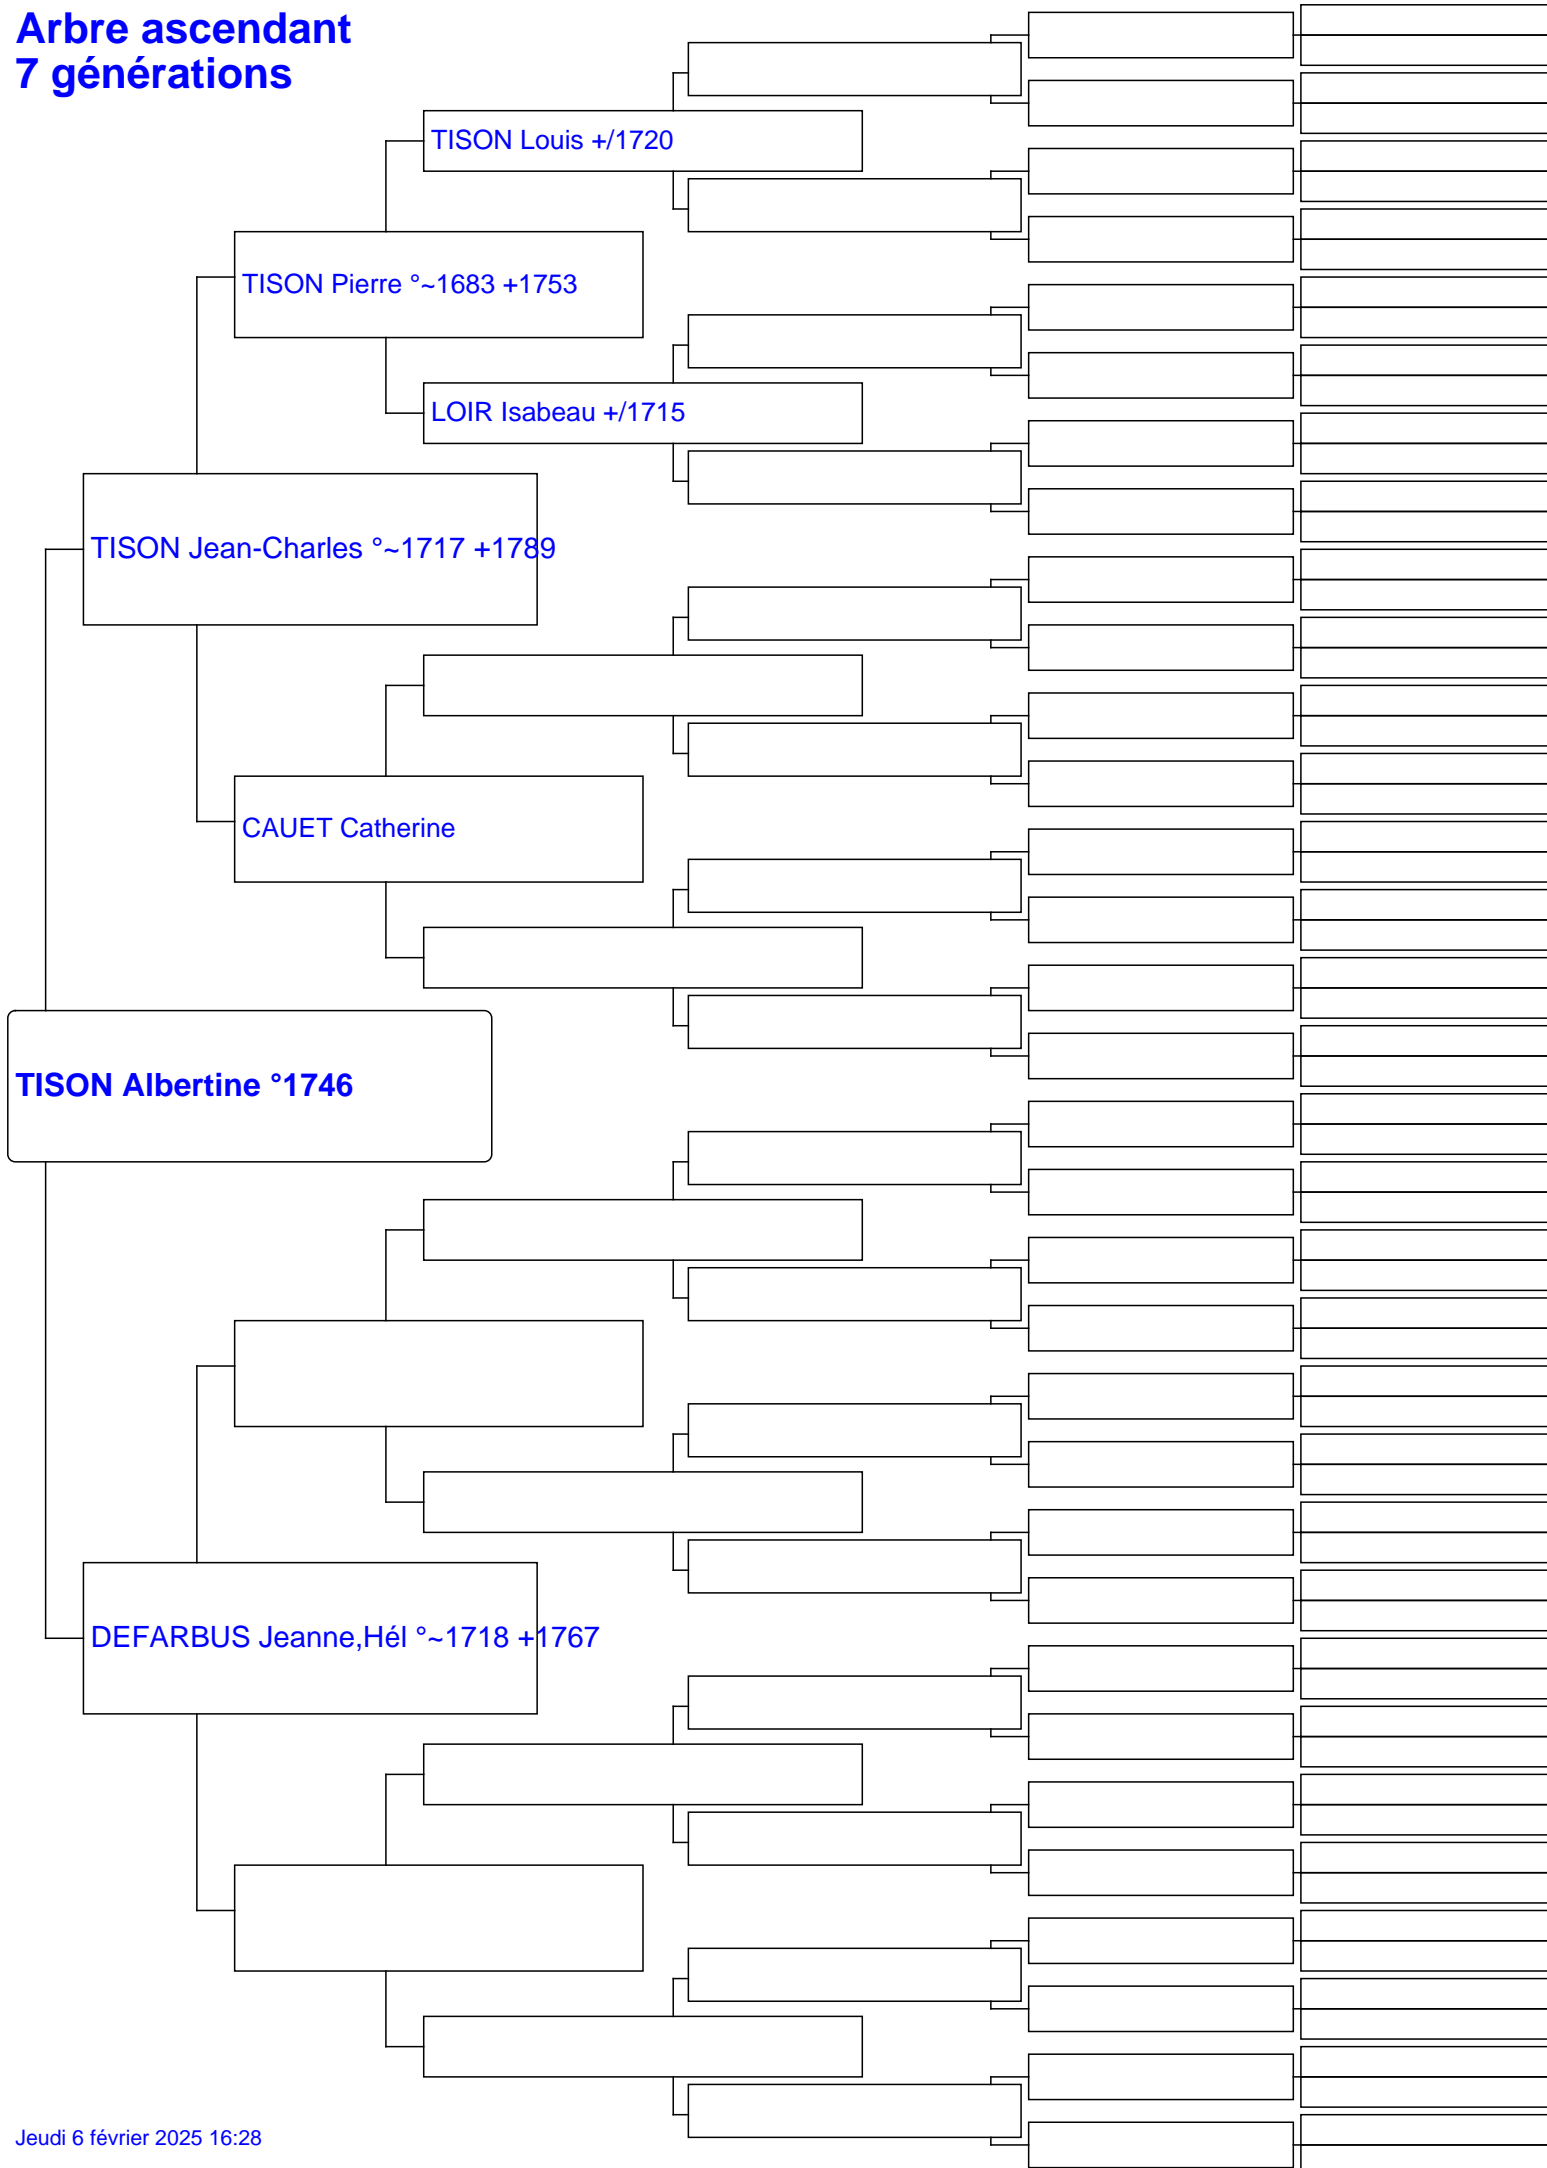 Arbre ascendant
7 générations
TISON Louis +/1720
TISON Pierre °~1683 +1753
LOIR Isabeau +/1715
TISON Jean-Charles °~1717 +1789
CAUET Catherine
TISON Albertine °1746
DEFARBUS Jeanne,Hél °~1718 +1767
Jeudi 6 février 2025 16:28